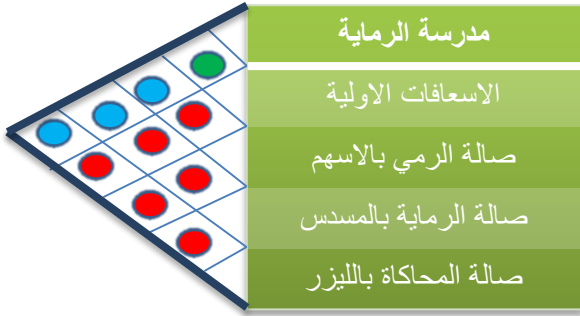 مدرسة الرماية
الاسعافات الاولية
صالة الرمي بالاسهم
صالة الرماية بالمسدس
صالة المحاكاة بالليزر